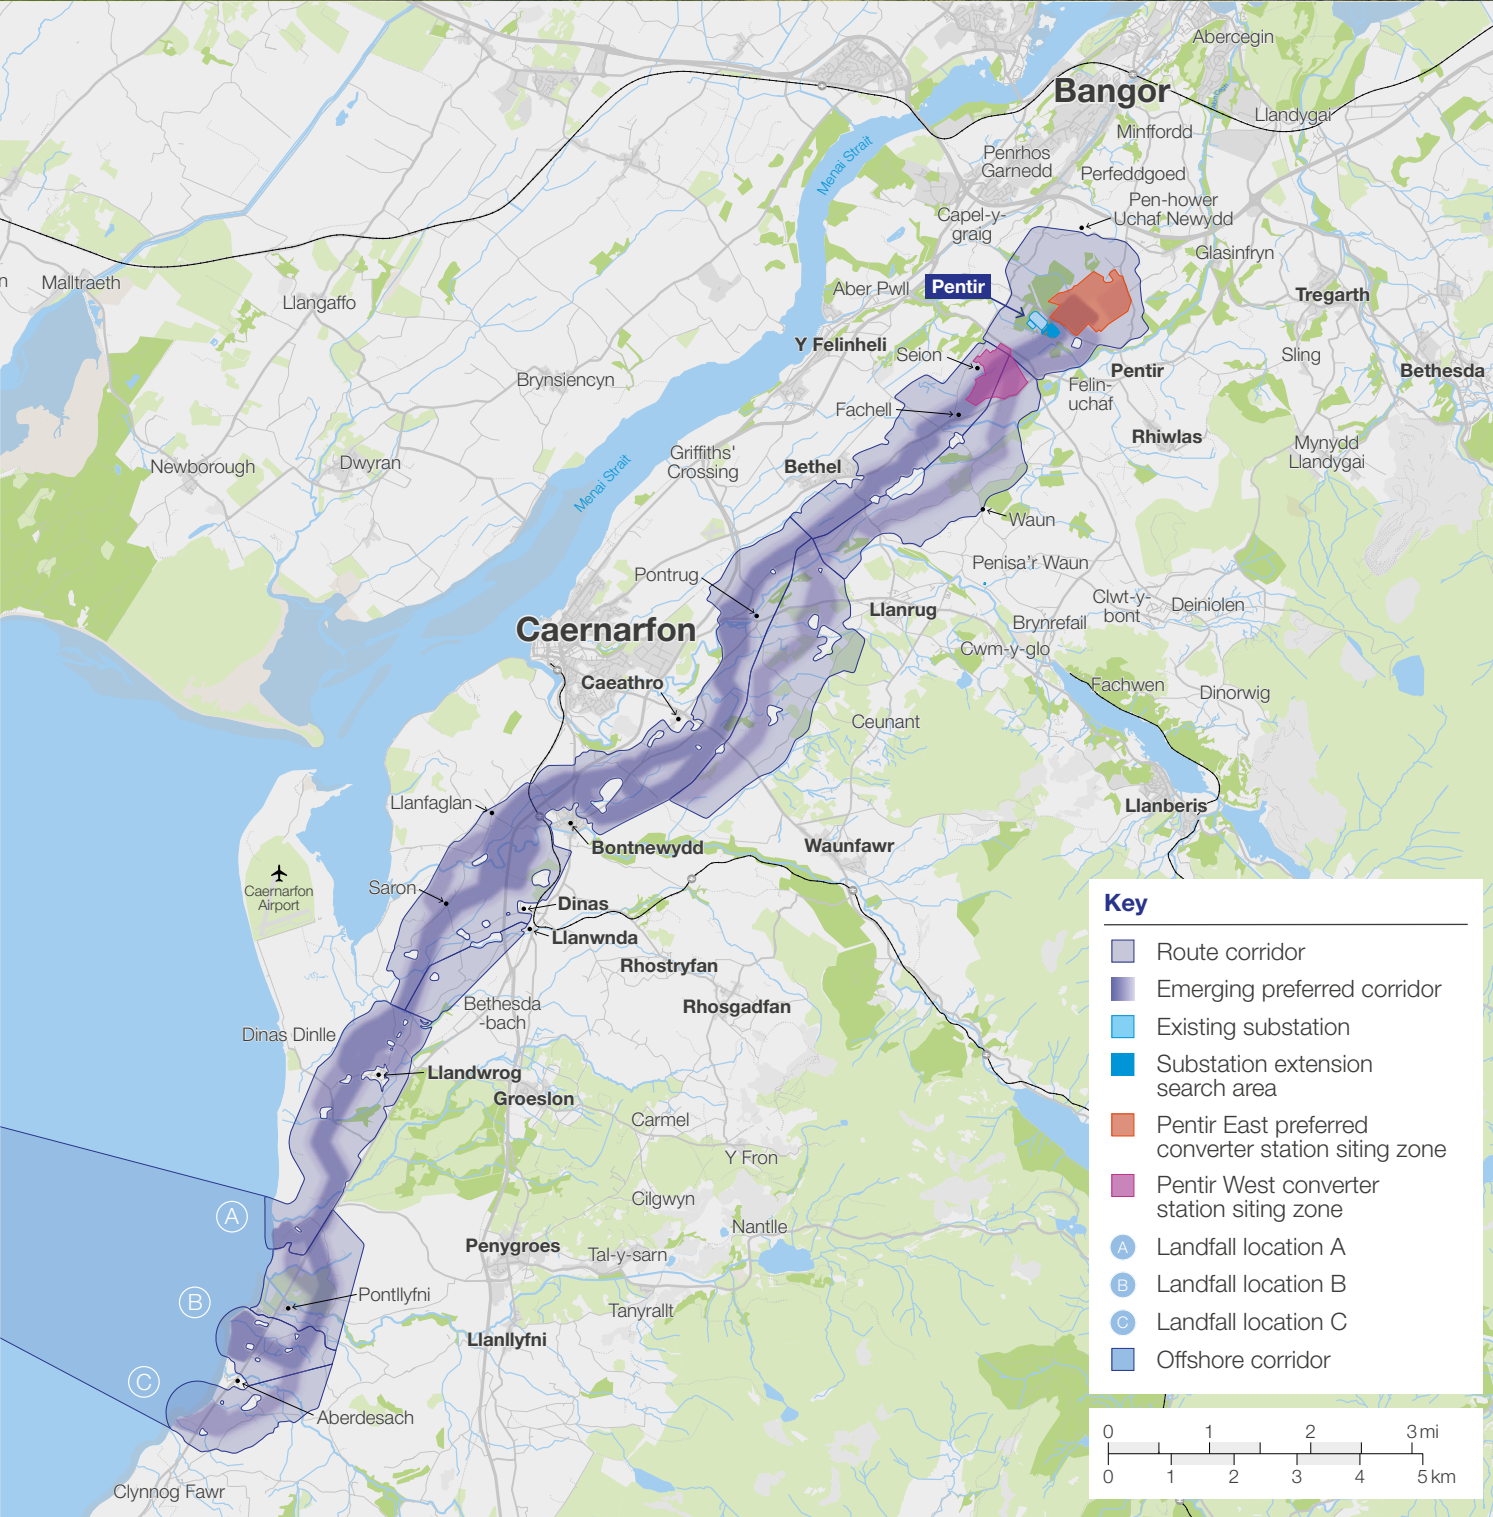 Abercegin
Bangor
Llandygai
Minffordd
Menai Strait
Penrhos
Garnedd
Perfeddgoed
Pen-hower
Uchaf Newydd
Capel-y-
graig
Glasinfryn
n
Malltraeth
Llangaffo
Aber Pwll
Pentir
Tregarth
Y Felinheli
Seion
Sling
Pentir
Bethesda
Brynsiencyn
Felin-
uchaf
Fachell
Rhiwlas
Mynydd
Llandygai
Griffiths'
Crossing
Bethel
Newborough
Dwyran
Menai Strait
Waun
Penisa'r Waun
Pontrug
Clwt-y-
bont
Deiniolen
Llanrug
Brynrefail
Caernarfon
Cwm-y-glo
Caeathro
Fachwen
Dinorwig
Ceunant
Llanfaglan
Llanberis
Bontnewydd
Waunfawr
Caernarfon
Airport
Saron
Dinas
Llanwnda
Rhostryfan
Bethesda
-bach
Rhosgadfan
Dinas Dinlle
Llandwrog
Groeslon
Carmel
Y Fron
Cilgwyn
A
Nantlle
Penygroes
Tal-y-sarn
B
Pontllyfni
Tanyrallt
Llanllyfni
C
Aberdesach
Clynnog Fawr
Key
Route corridor
Emerging preferred corridor
Existing substation
Substation extension
search area
Pentir East preferred
converter station siting zone
Pentir West converter
station siting zone
A Landfall location A
B Landfall location B
C Landfall location C
Offshore corridor
0 1 2 3 mi
0 1 2 3 4 5 km